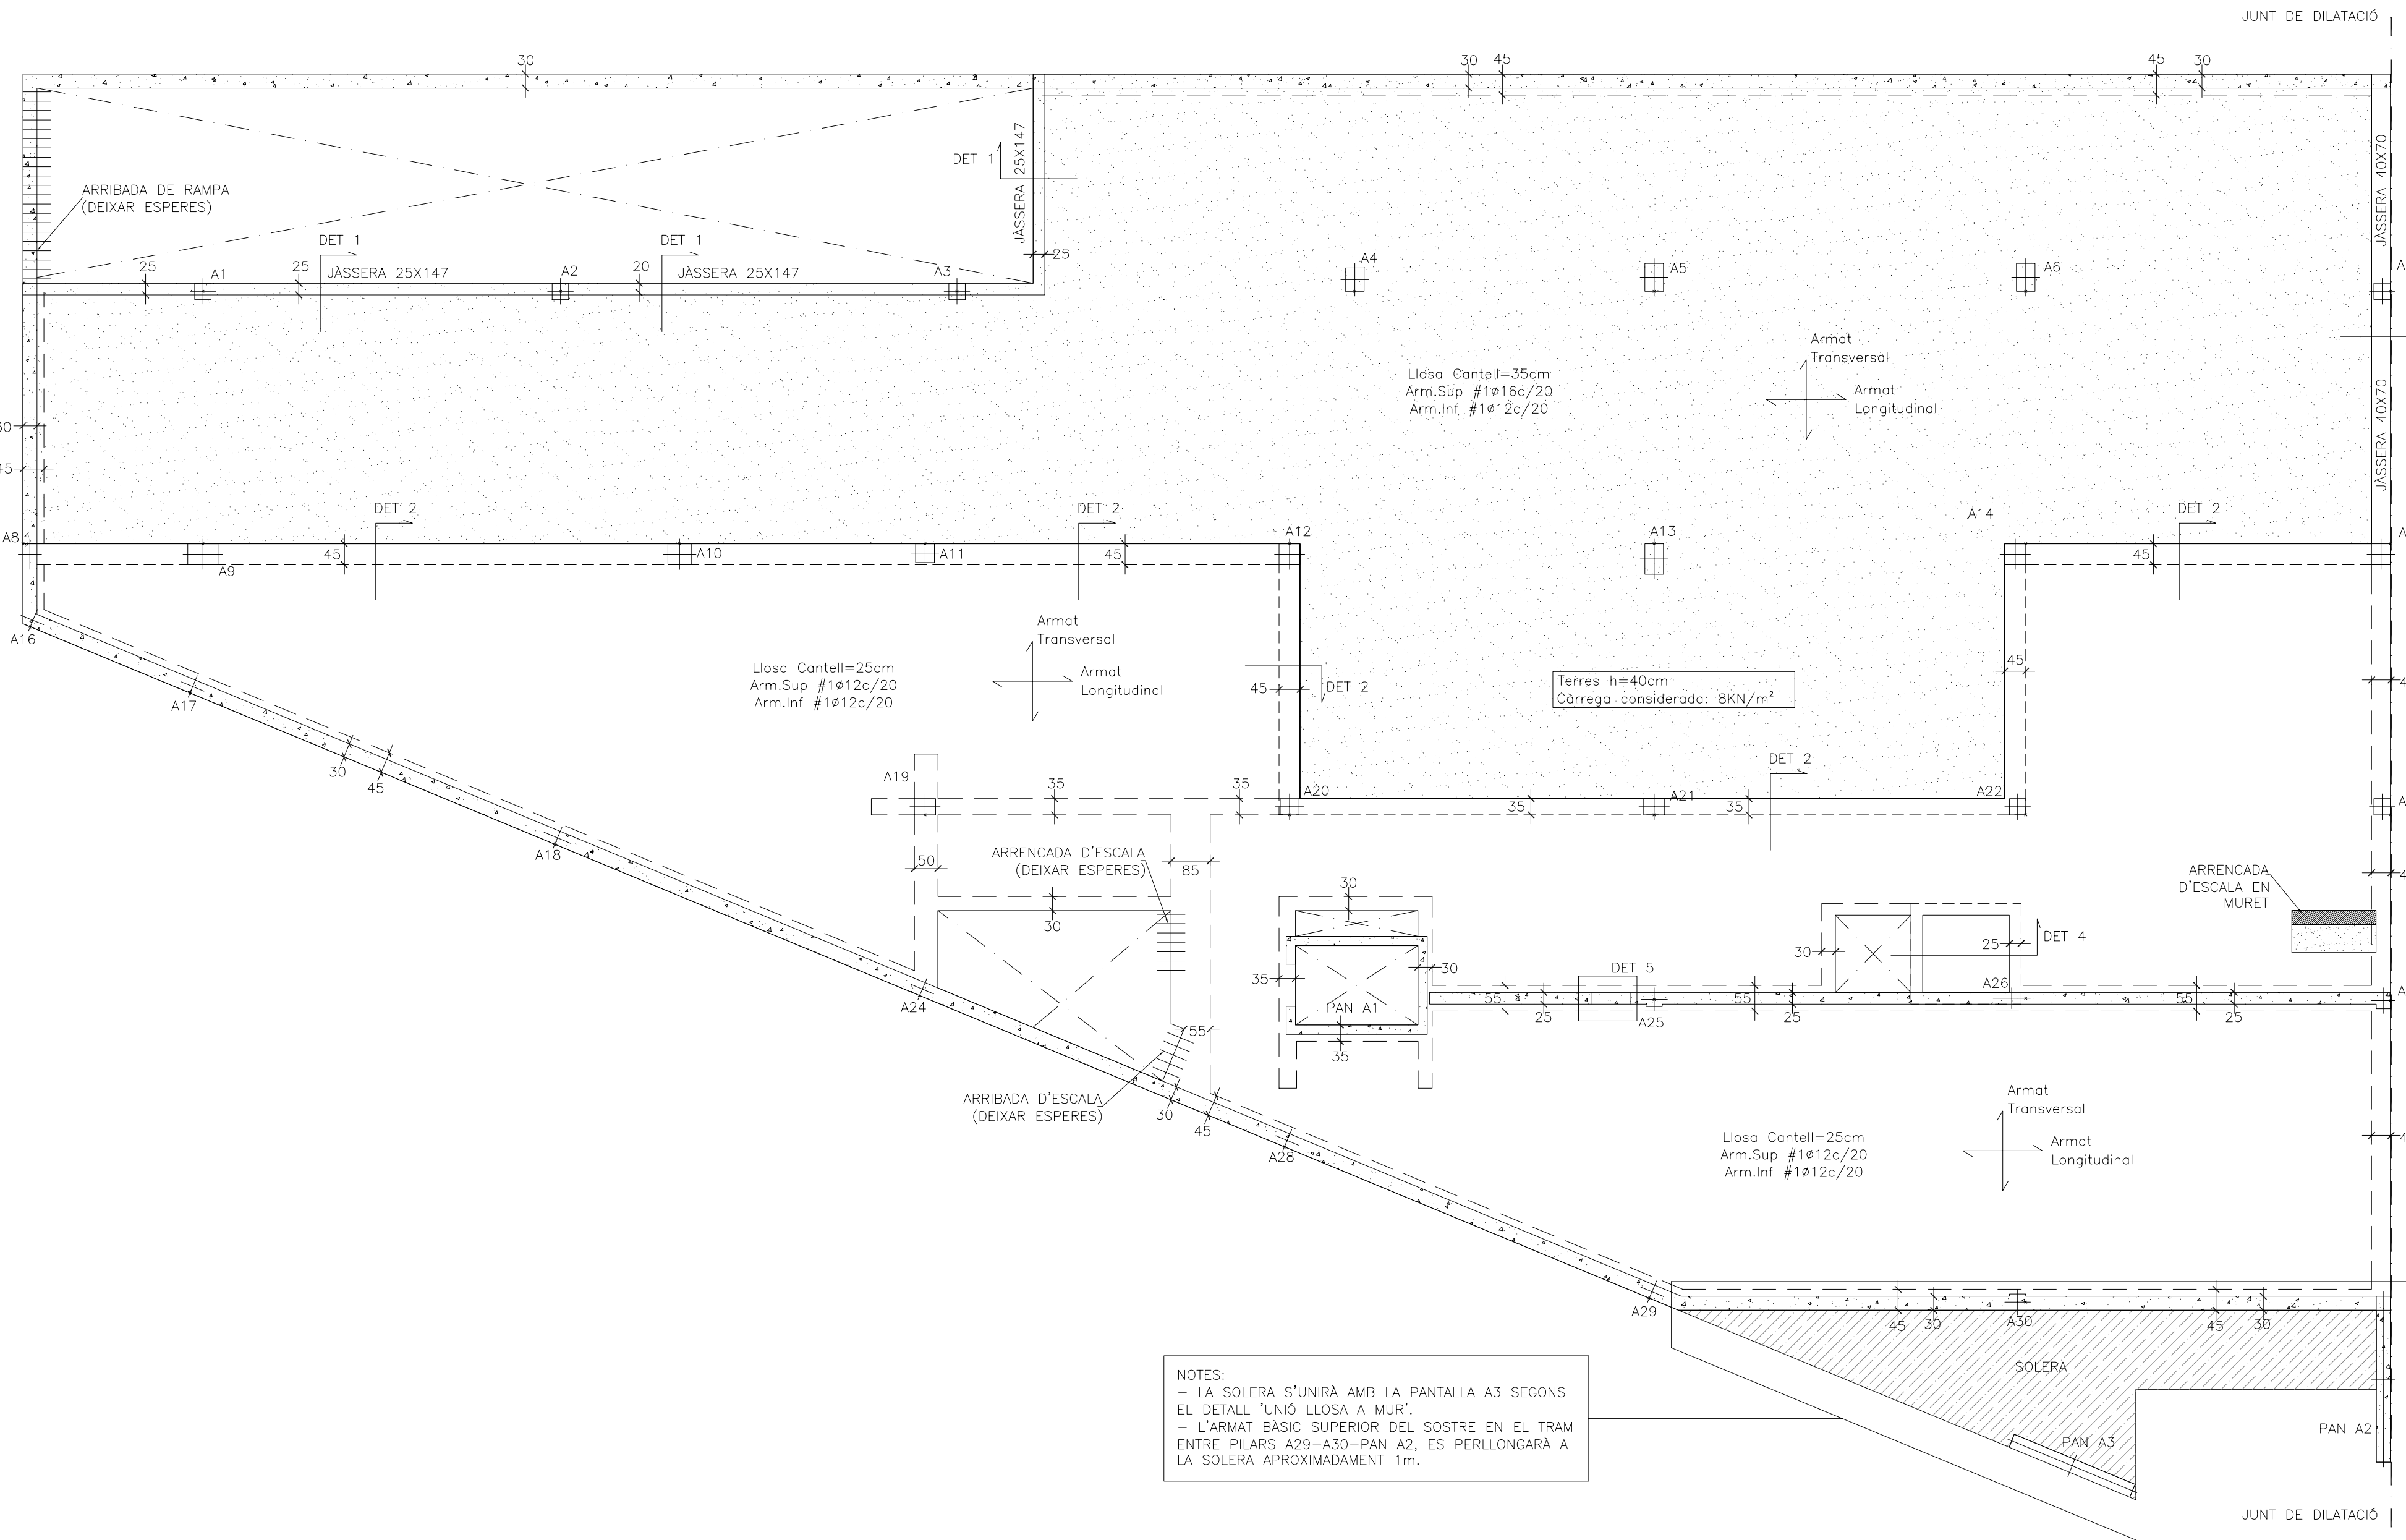 JUNT DE DILATACIÓ
30
30
45
45
30
ARRIBADA DE RAMPA
(DEIXAR ESPERES)
DET 1
JÀSSERA 25X147
25
JÀSSERA 40X70
DET 1
DET 1
25
A1
25
JÀSSERA 25X147
A2
20
JÀSSERA 25X147
A3
A4
A5
A6
Armat
Transversal
Armat
Longitudinal
Llosa Cantell=35cm
Arm.Sup #1ø16c/20
Arm.Inf #1ø12c/20
JÀSSERA 40X70
DET 2
DET 2
A12
A13
A14
DET 2
A8
A9
45
A10
A11
45
45
A16
Armat
Transversal
Armat
Longitudinal
Llosa Cantell=25cm
Arm.Sup #1ø12c/20
Arm.Inf #1ø12c/20
45
DET 2
Terres h=40cm
Càrrega considerada: 8KN/m²
45
A17
30
45
A19
35
35
A20
35
A21
35
A22
DET 2
A18
50
ARRENCADA D'ESCALA
(DEIXAR ESPERES)
85
30
30
ARRENCADA
D'ESCALA EN
MURET
30
25
DET 4
35
30
PAN A1
35
DET 5
55
25
A25
55
25
A26
55
25
A24
55
ARRIBADA D'ESCALA
(DEIXAR ESPERES)
30
45
A28
Armat
Transversal
Armat
Longitudinal
Llosa Cantell=25cm
Arm.Sup #1ø12c/20
Arm.Inf #1ø12c/20
A29
45
30
A30
45
30
SOLERA
NOTES:
– LA SOLERA S'UNIRÀ AMB LA PANTALLA A3 SEGONS
EL DETALL 'UNIÓ LLOSA A MUR'.
– L'ARMAT BÀSIC SUPERIOR DEL SOSTRE EN EL TRAM
ENTRE PILARS A29–A30–PAN A2, ES PERLLONGARÀ A
LA SOLERA APROXIMADAMENT 1m.
PAN A2
PAN A3
JUNT DE DILATACIÓ